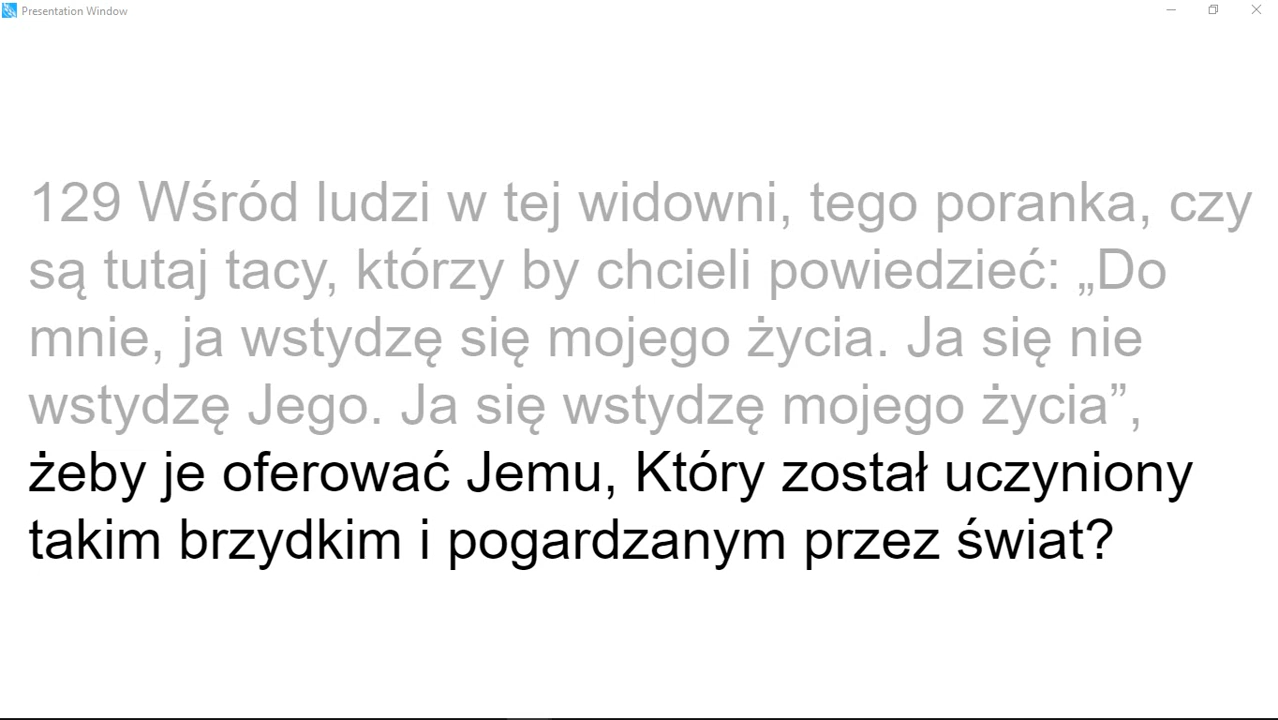 Presentation Window
129 Wśród ludzi w tej widowni, tego poranka, czy
są tutaj tacy, którzy by chcieli powiedzieć: „Do
mnie, ja wstydzę się mojego życia. Ja się nie
wstydzę Jego. Ja się wstydzę mojego życia”,
żeby je oferować Jemu, Który został uczyniony
takim brzydkim i pogardzanym przez świat?